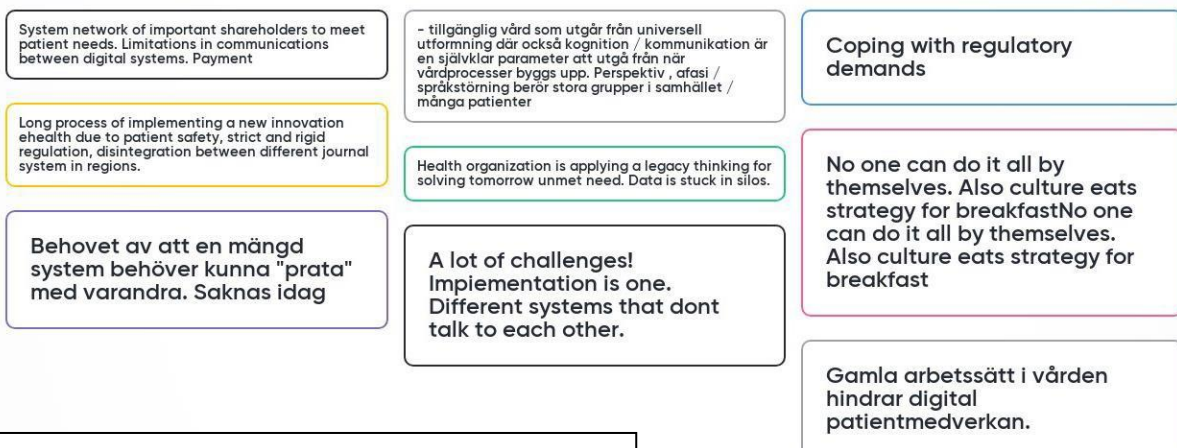 System network of important shareholders to meet
patient needs. Limitations in communications
between digital systems. Payment
Long process of implementing a new innovation
ehealth due to patient safety, strict and rigid
regulation, disintegration between different journal
system in regions.
Behovet av att en mängd
system behöver kunna "prata"
med varandra. Saknas idag
- tillgänglig vård som utgår från universell
utformning där också kognition / kommunikation är
en självklar parameter att utgå från när
vårdprocesser byggs upp. Perspektiv , afasi /
språkstörning berör stora grupper i samhället /
många patienter
Health organization is applying a legacy thinking for
solving tomorrow unmet need. Data is stuck in silos.
A lot of challenges!
Impiementation is one.
Different systems that dont
talk to each other.
Coping with regulatory
demands
No one can do it all by
themselves. Also culture eats
strategy for breakfastNo one
can do it all by themselves.
Also culture eats strategy for
breakfast
Gamla arbetssätt i vården
hindrar digital
patientmedverkan.